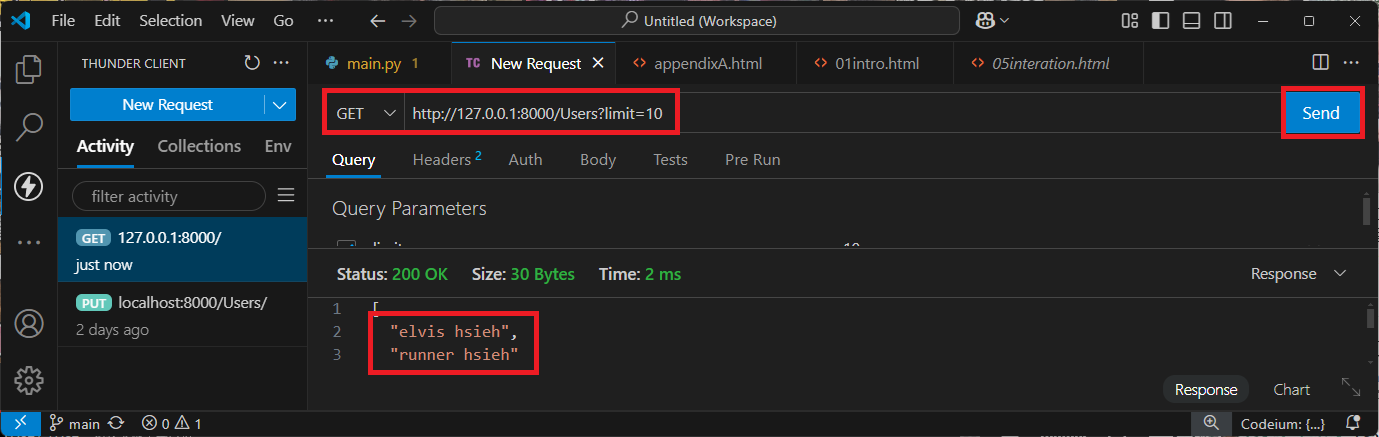 File Edit Selection View Go ··· Untitled (Workspace)
THUNDER CLIENT ···
main.py 1 TC New Request appendixA.html 01intro.html 05interation.html ···
New Request
GET http://127.0.0.1:8000/Users?limit=10 Send
Activity Collections Env
Query Headers 2 Auth Body Tests Pre Run
filter activity
Query Parameters
GET 127.0.0.1:8000/
just now
Status: 200 OK Size: 30 Bytes Time: 2 ms Response
PUT localhost:8000/Users/
2 days ago
1 [
2 "elvis hsieh",
3 "runner hsieh"
Response Chart
main 0 1 Codeium: {...}